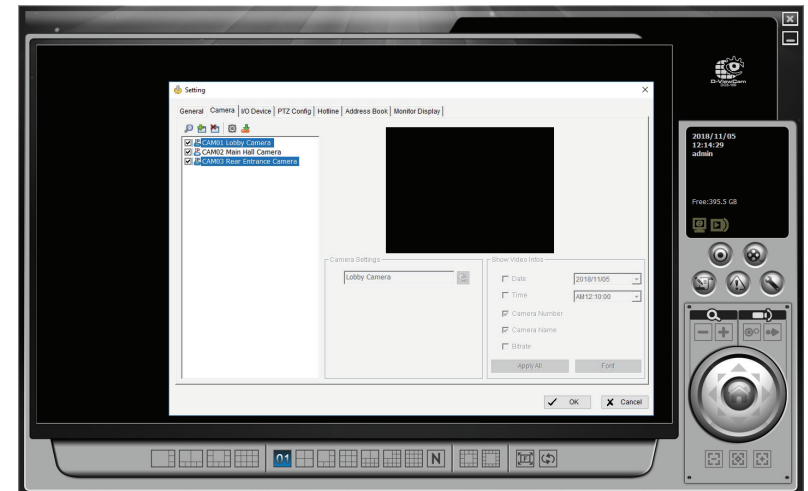 D-ViewCam
DCS-100
Setting
General Camera I/O Device PTZ Config Hotline Address Book Monitor Display
CAM01 Lobby Camera
CAM02 Main Hall Camera
CAM03 Rear Entrance Camera
Camera Settings
Lobby Camera
Show Video Infos
Date 2018/11/05
Time AM12:10:00
Camera Number
Camera Name
Bitrate
Apply All Font
OK Cancel
2018/11/05
12:14:29
admin
Free:395.5 GB
01 N
F